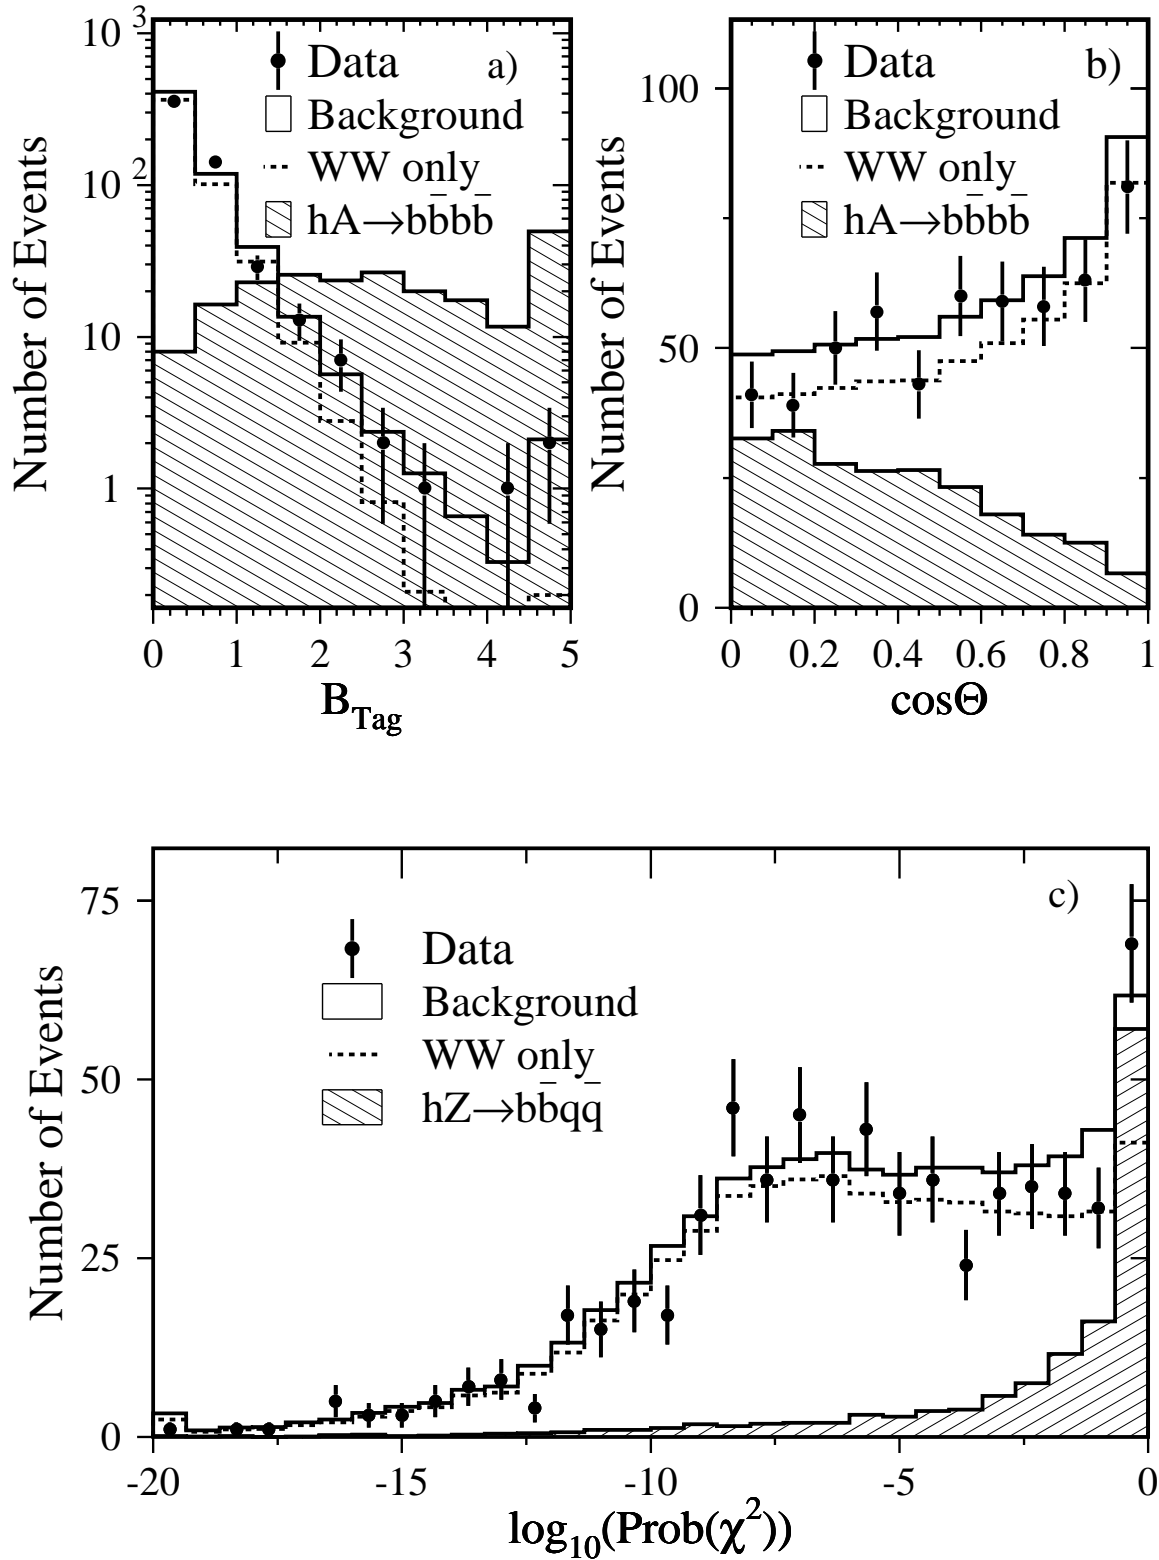 a)
Data
Background
WW only
hA→bb̄bb̄
Number of Events
10³
10²
10
1
0 1 2 3 4 5
B_Tag
b)
Data
Background
WW only
hA→bb̄bb̄
Number of Events
100
50
0
0 0.2 0.4 0.6 0.8 1
cosΘ
c)
Data
Background
WW only
hZ→bb̄qq̄
Number of Events
75
50
25
0
-20 -15 -10 -5 0
log₁₀(Prob(χ²))